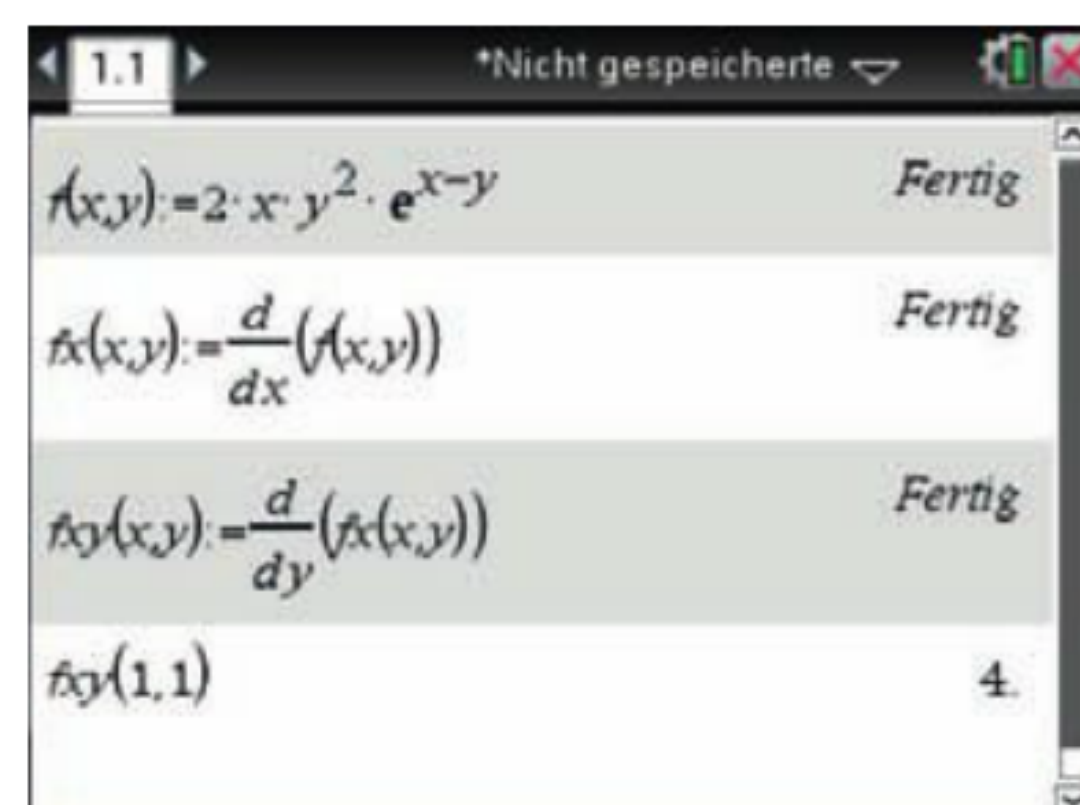 1.1 *Nicht gespeicherte
f(x,y):=2·x·y²·e^(x−y) Fertig
fx(x,y):=d/dx(f(x,y)) Fertig
fxy(x,y):=d/dy(fx(x,y)) Fertig
fxy(1,1) 4.